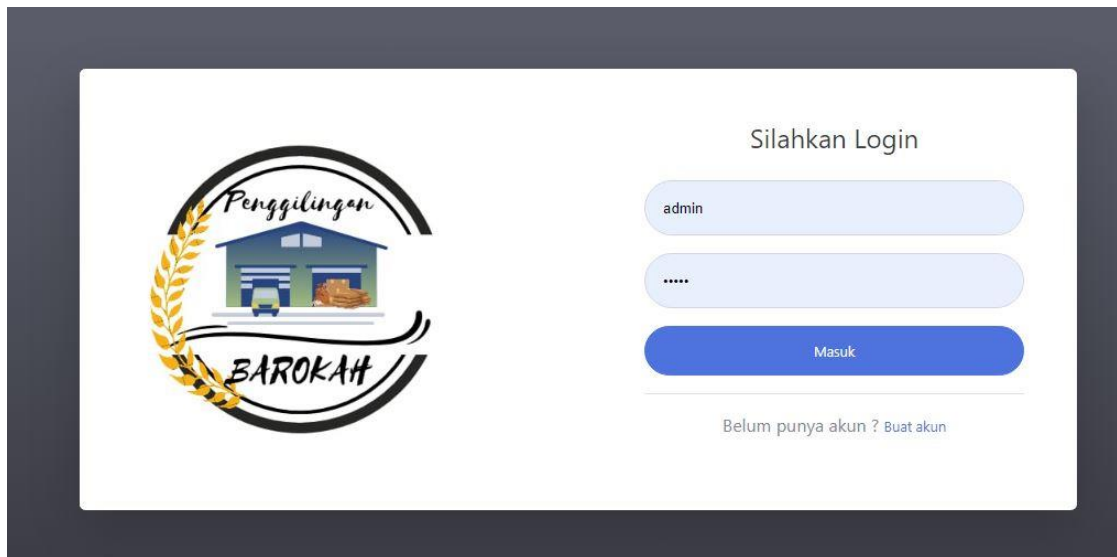 Penggilingan
BAROKAH
Silahkan Login
admin
•••••
Masuk
Belum punya akun ? Buat akun